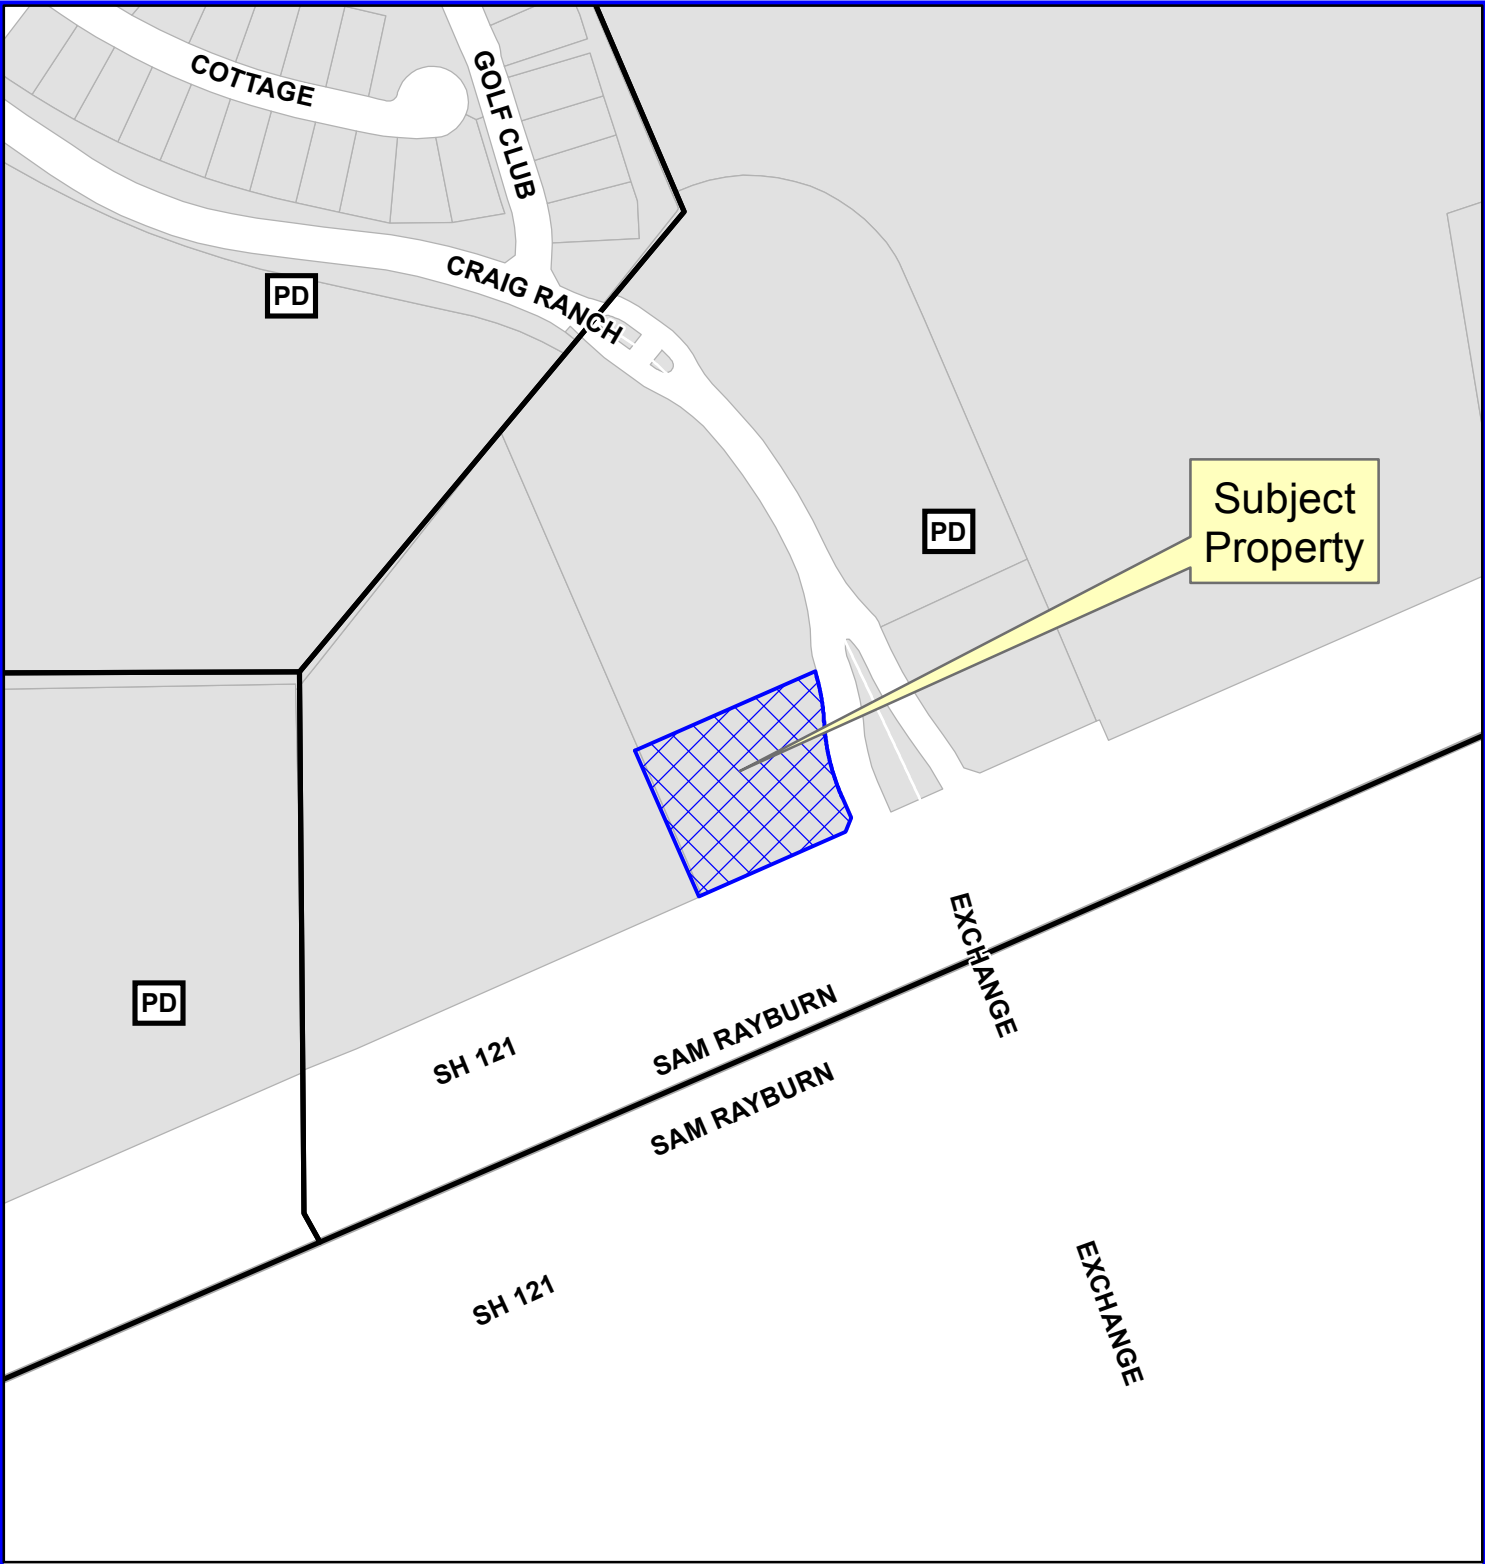 COTTAGE
GOLF CLUB
CRAIG RANCH
PD
Subject
Property
PD
EXCHANGE
PD
SAM RAYBURN
SH 121
SAM RAYBURN
SH 121
EXCHANGE